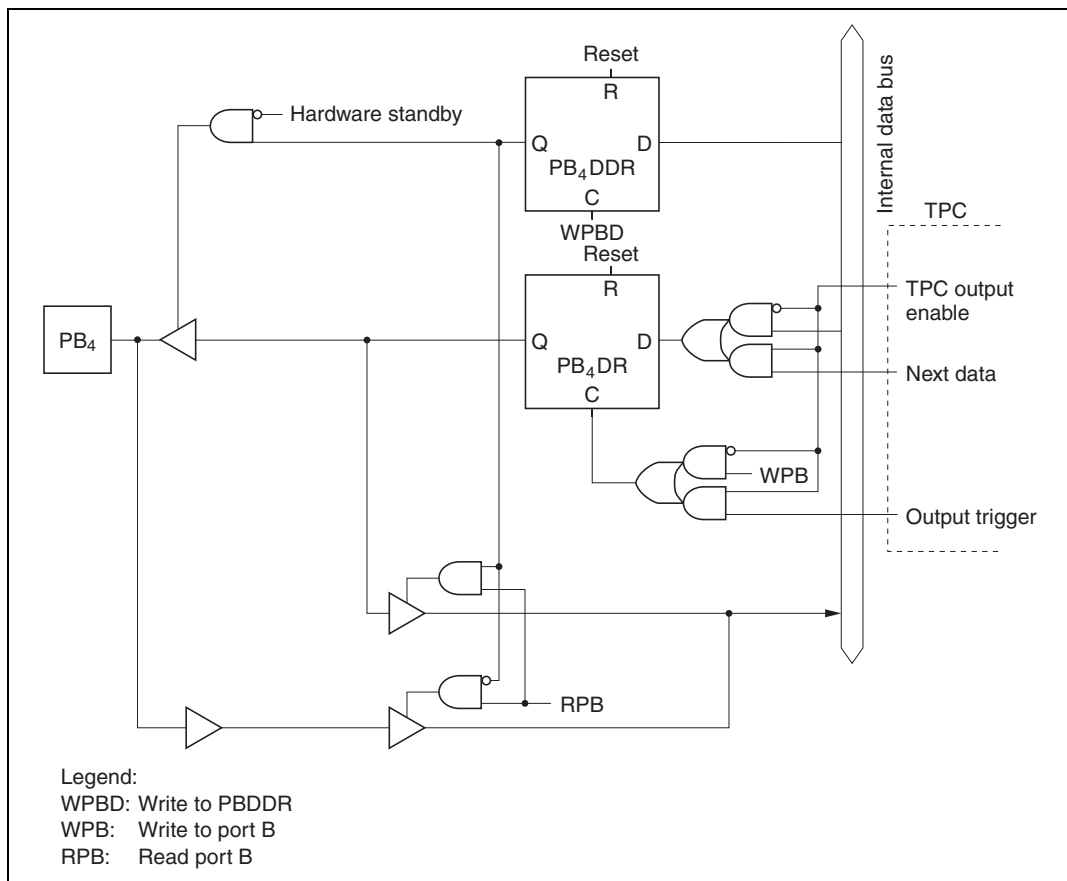 Reset
R
Hardware standby
Q
D
PB4DDR
C
WPBD
Internal data bus
TPC
Reset
R
TPC output
enable
PB4
Q
D
PB4DR
C
Next data
WPB
Output trigger
RPB
Legend:
WPBD: Write to PBDDR
WPB: Write to port B
RPB: Read port B